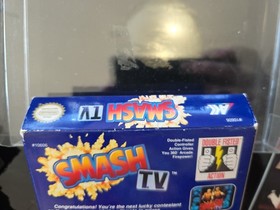 SMASH
TV
SMASH
TV
TM
Double-Fisted
Controller
Action Gives
You 360° Arcade
Firepower!
DOUBLE FISTED
ACTION
Congratulations! You're the next lucky contestant